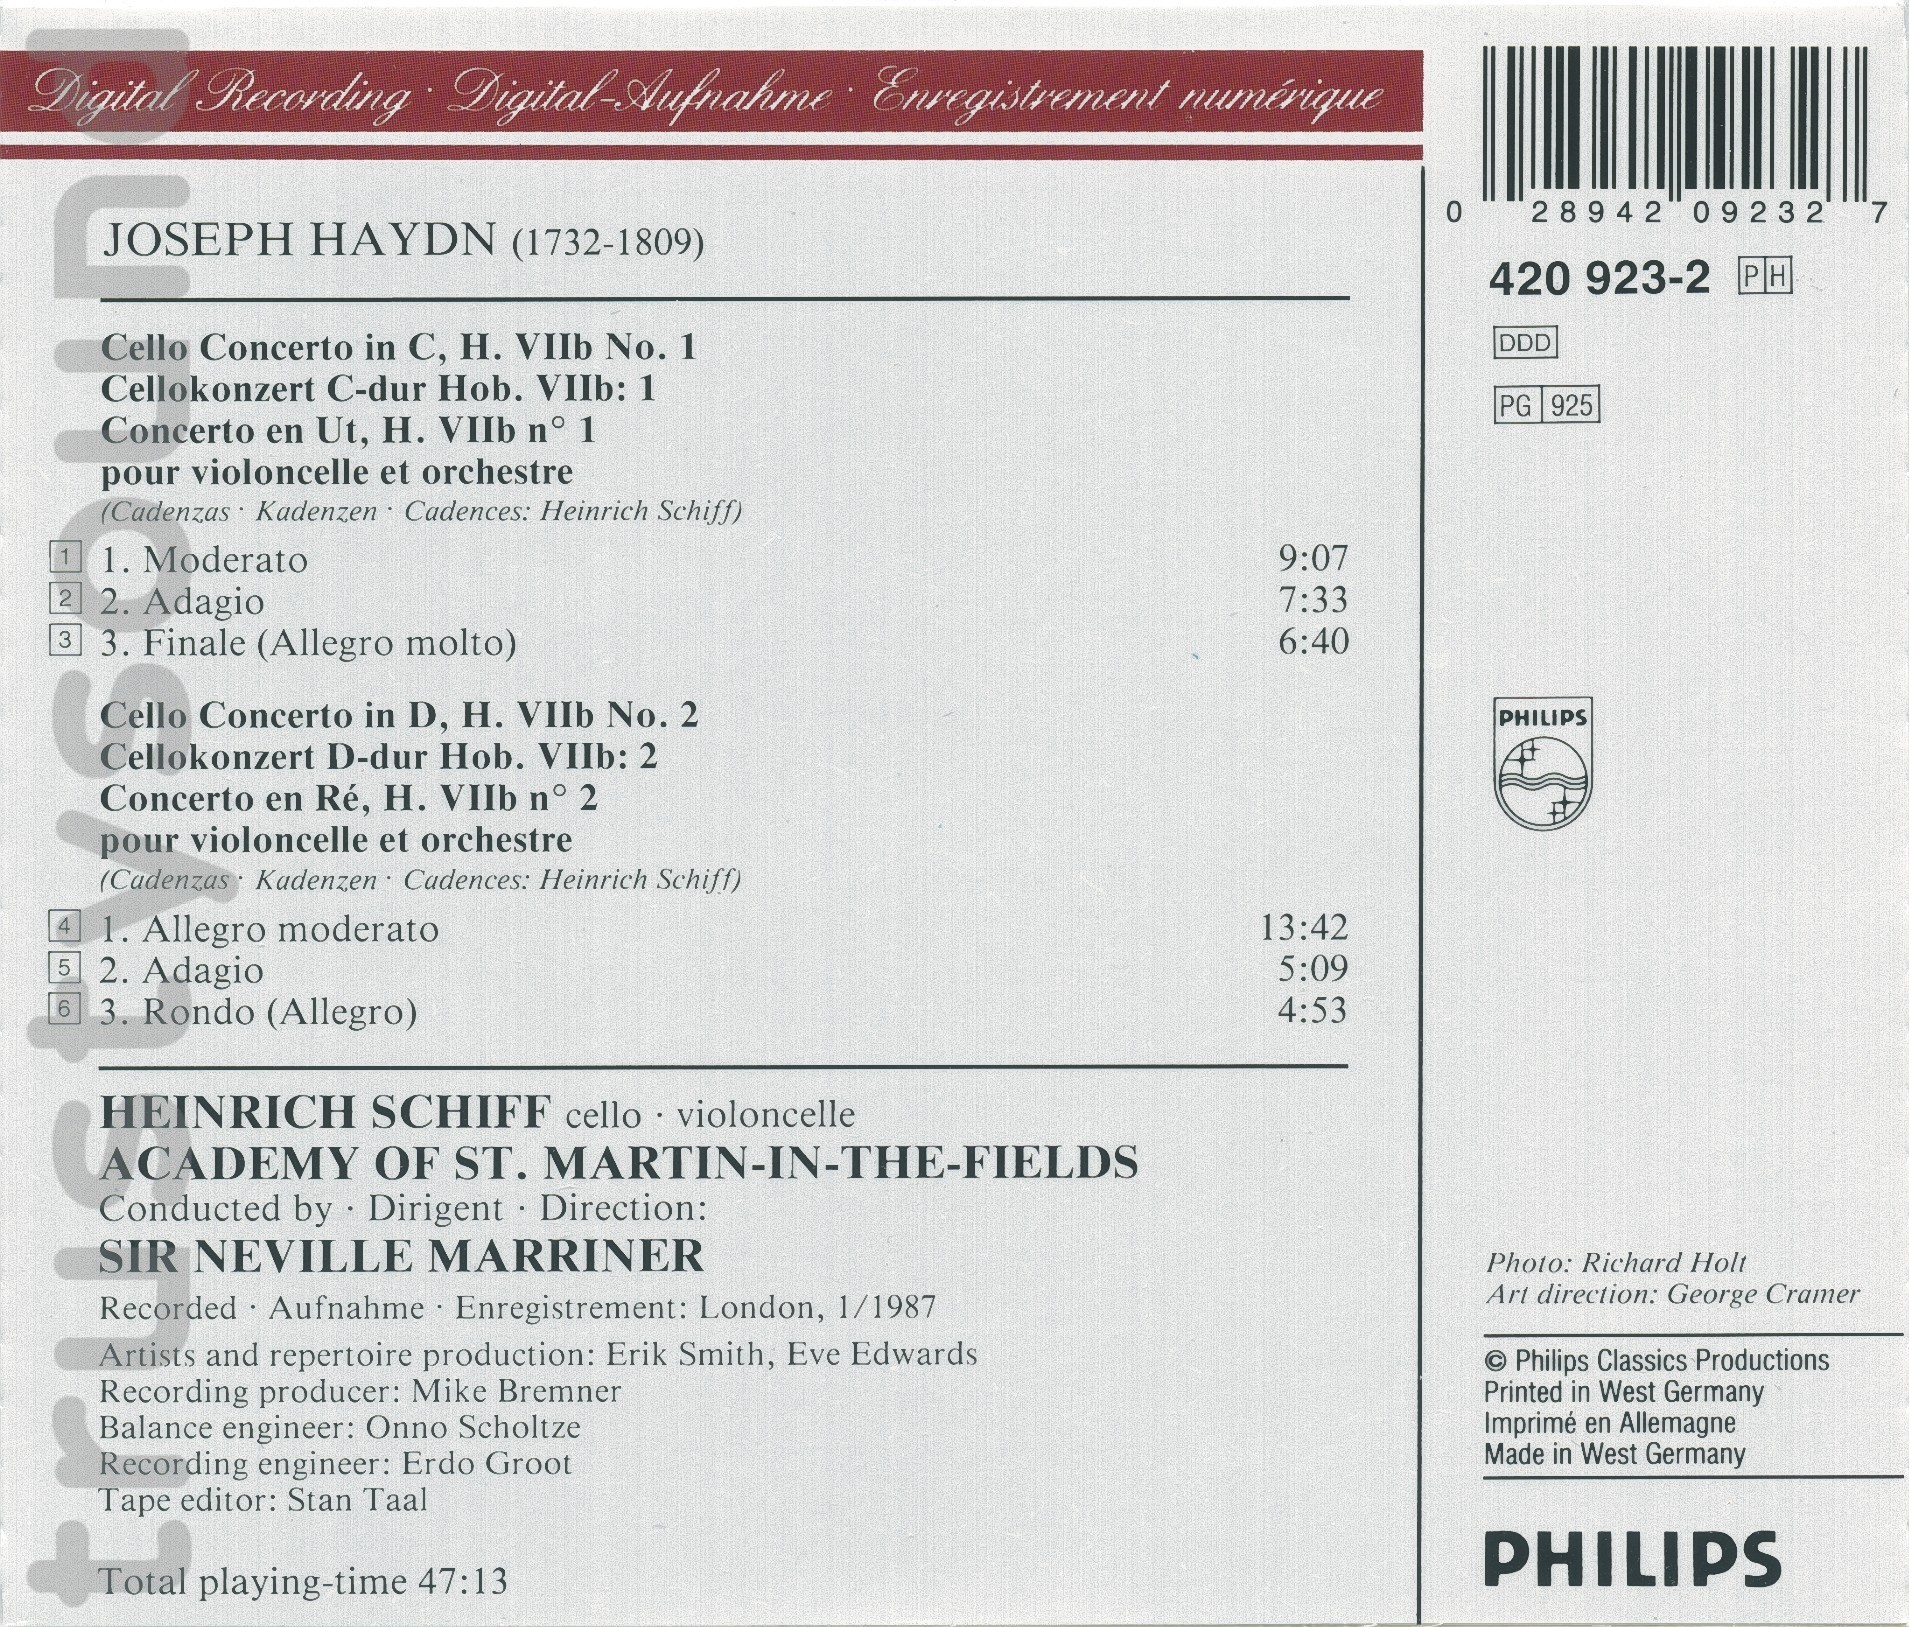 Digital Recording · Digital-Aufnahme · Enregistrement numérique
JOSEPH HAYDN (1732-1809)
Cello Concerto in C, H. VIIb No. 1
Cellokonzert C-dur Hob. VIIb: 1
Concerto en Ut, H. VIIb n° 1
pour violoncelle et orchestre
(Cadenzas · Kadenzen · Cadences: Heinrich Schiff)
1 1. Moderato 9:07
2 2. Adagio 7:33
3 3. Finale (Allegro molto) 6:40
Cello Concerto in D, H. VIIb No. 2
Cellokonzert D-dur Hob. VIIb: 2
Concerto en Ré, H. VIIb n° 2
pour violoncelle et orchestre
(Cadenzas · Kadenzen · Cadences: Heinrich Schiff)
4 1. Allegro moderato 13:42
5 2. Adagio 5:09
6 3. Rondo (Allegro) 4:53
HEINRICH SCHIFF cello · violoncelle
ACADEMY OF ST. MARTIN-IN-THE-FIELDS
Conducted by · Dirigent · Direction:
SIR NEVILLE MARRINER
Recorded · Aufnahme · Enregistrement: London, 1/1987
Artists and repertoire production: Erik Smith, Eve Edwards
Recording producer: Mike Bremner
Balance engineer: Onno Scholtze
Recording engineer: Erdo Groot
Tape editor: Stan Taal
Total playing-time 47:13
0 28942 09232 7
420 923-2 PH
DDD
PG 925
PHILIPS
Photo: Richard Holt
Art direction: George Cramer
© Philips Classics Productions
Printed in West Germany
Imprimé en Allemagne
Made in West Germany
PHILIPS
trustvsound